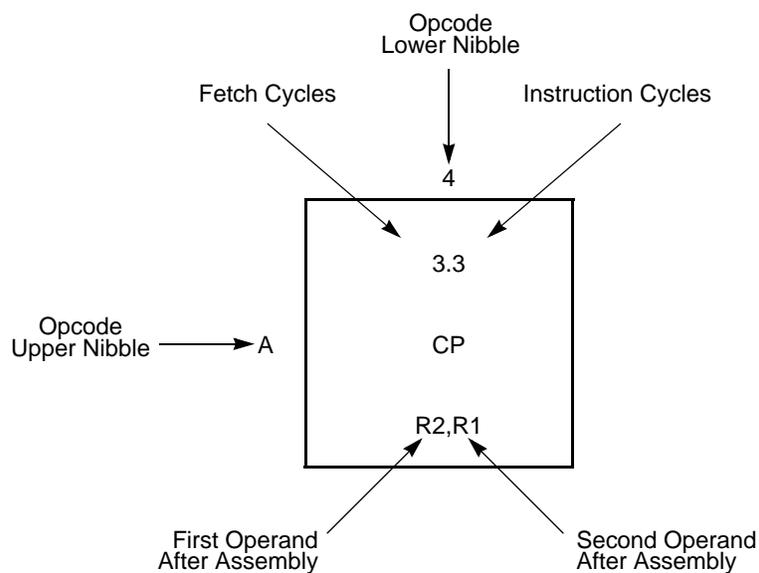 Opcode
Lower Nibble
Fetch Cycles
Instruction Cycles
4
3.3
Opcode
Upper Nibble
A
CP
R2,R1
First Operand
After Assembly
Second Operand
After Assembly